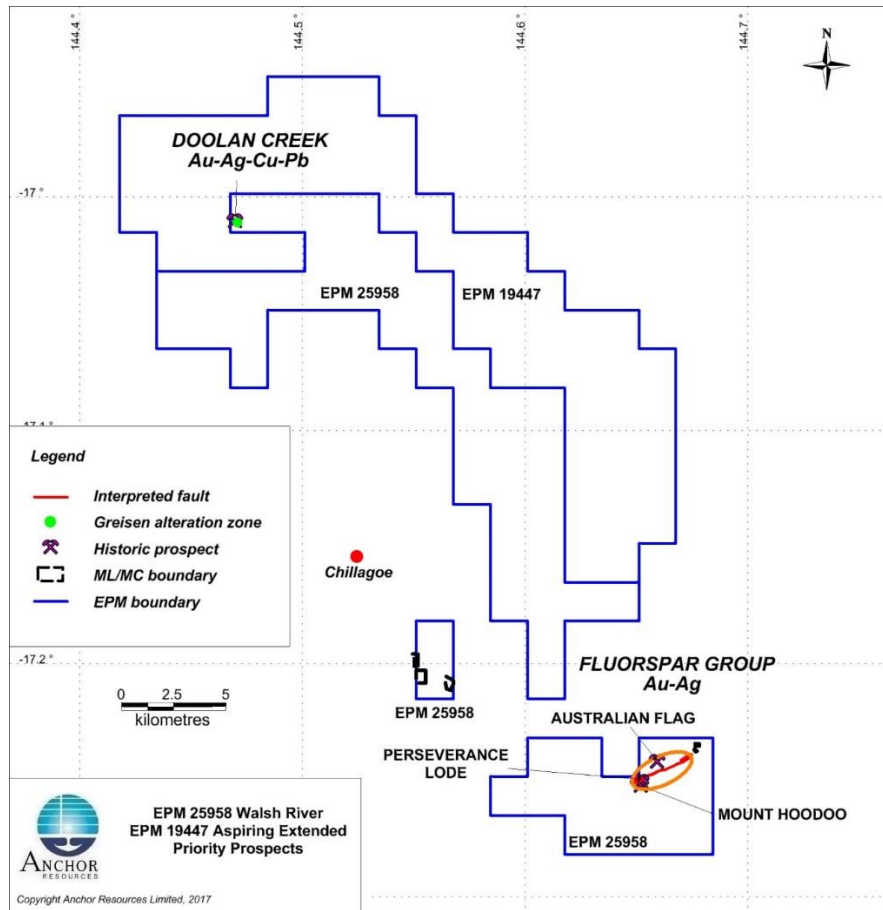 144.4°
144.5°
144.6°
144.7°
N
DOOLAN CREEK
Au-Ag-Cu-Pb
-17°
EPM 25958
EPM 19447
-17.1°
Legend
Interpreted fault
Greisen alteration zone
Historic prospect
ML/MC boundary
EPM boundary
Chillagoe
-17.2°
FLUORSPAR GROUP
Au-Ag
0 2.5 5
kilometres
EPM 25958
AUSTRALIAN FLAG
PERSEVERANCE
LODE
MOUNT HOODOO
EPM 25958
EPM 25958 Walsh River
EPM 19447 Aspiring Extended
Priority Prospects
ANCHOR
RESOURCES
Copyright Anchor Resources Limited, 2017